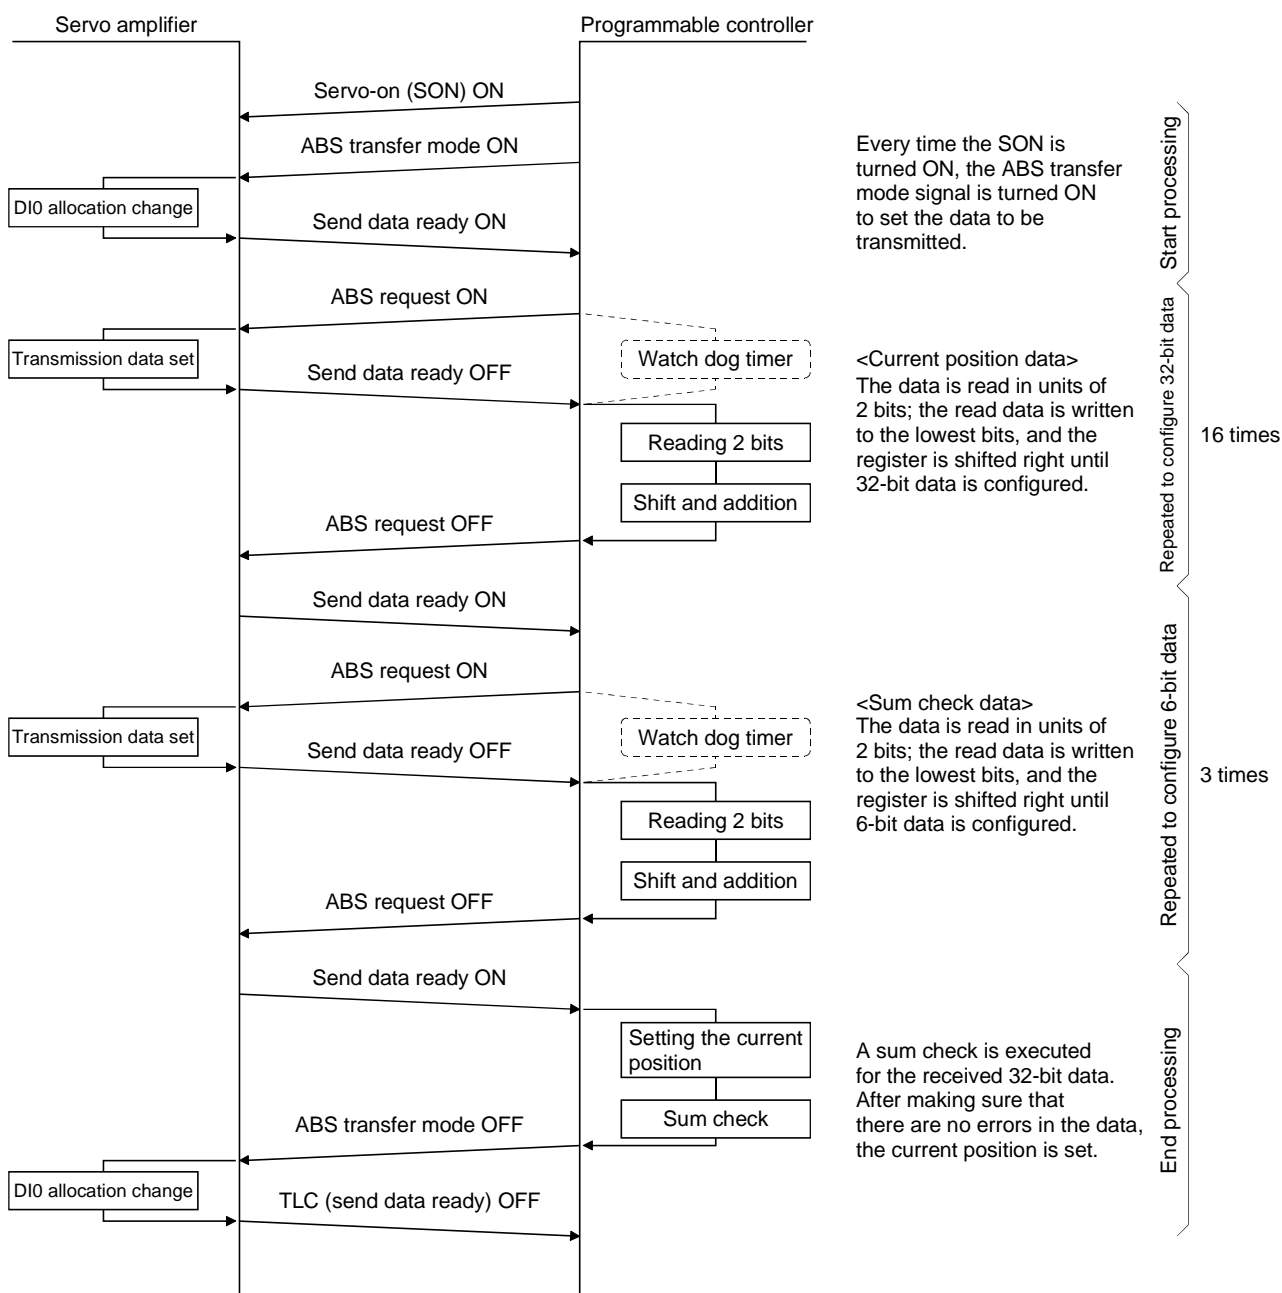 Servo amplifier
Programmable controller
Servo-on (SON) ON
ABS transfer mode ON
DI0 allocation change
Send data ready ON
Every time the SON is
turned ON, the ABS transfer
mode signal is turned ON
to set the data to be
transmitted.
Start processing
ABS request ON
Transmission data set
Watch dog timer
Send data ready OFF
Reading 2 bits
Shift and addition
ABS request OFF
<Current position data>
The data is read in units of
2 bits; the read data is written
to the lowest bits, and the
register is shifted right until
32-bit data is configured.
Repeated to configure 32-bit data
16 times
Send data ready ON
ABS request ON
Transmission data set
Watch dog timer
Send data ready OFF
Reading 2 bits
Shift and addition
ABS request OFF
<Sum check data>
The data is read in units of
2 bits; the read data is written
to the lowest bits, and the
register is shifted right until
6-bit data is configured.
Repeated to configure 6-bit data
3 times
Send data ready ON
Setting the current
position
Sum check
ABS transfer mode OFF
DI0 allocation change
TLC (send data ready) OFF
A sum check is executed
for the received 32-bit data.
After making sure that
there are no errors in the data,
the current position is set.
End processing